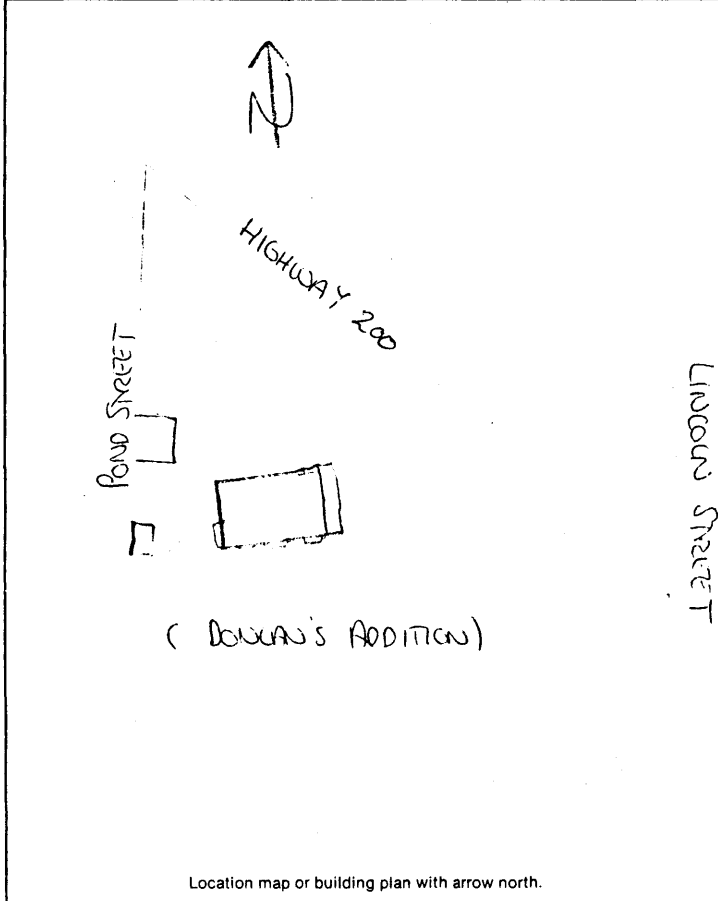 N
HIGHWAY 200
POND STREET
LINCOLN STREET
( DONLAN'S ADDITION)
Location map or building plan with arrow north.